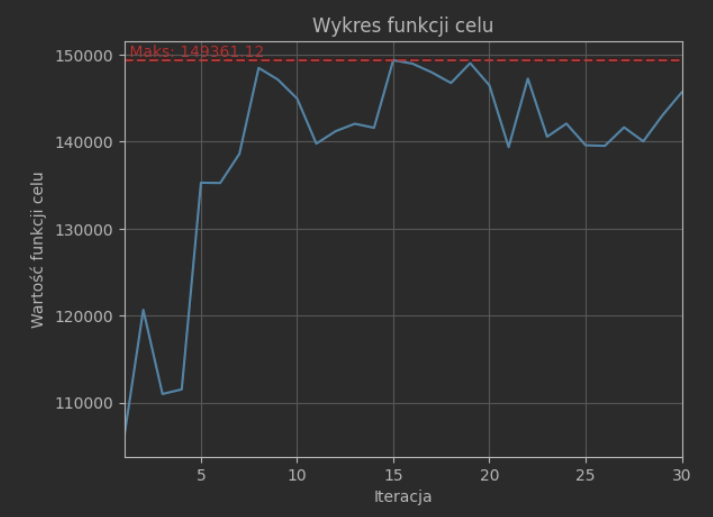 Wykres funkcji celu
Maks: 149361.12
150000
140000
130000
120000
110000
Wartość funkcji celu
5 10 15 20 25 30
Iteracja